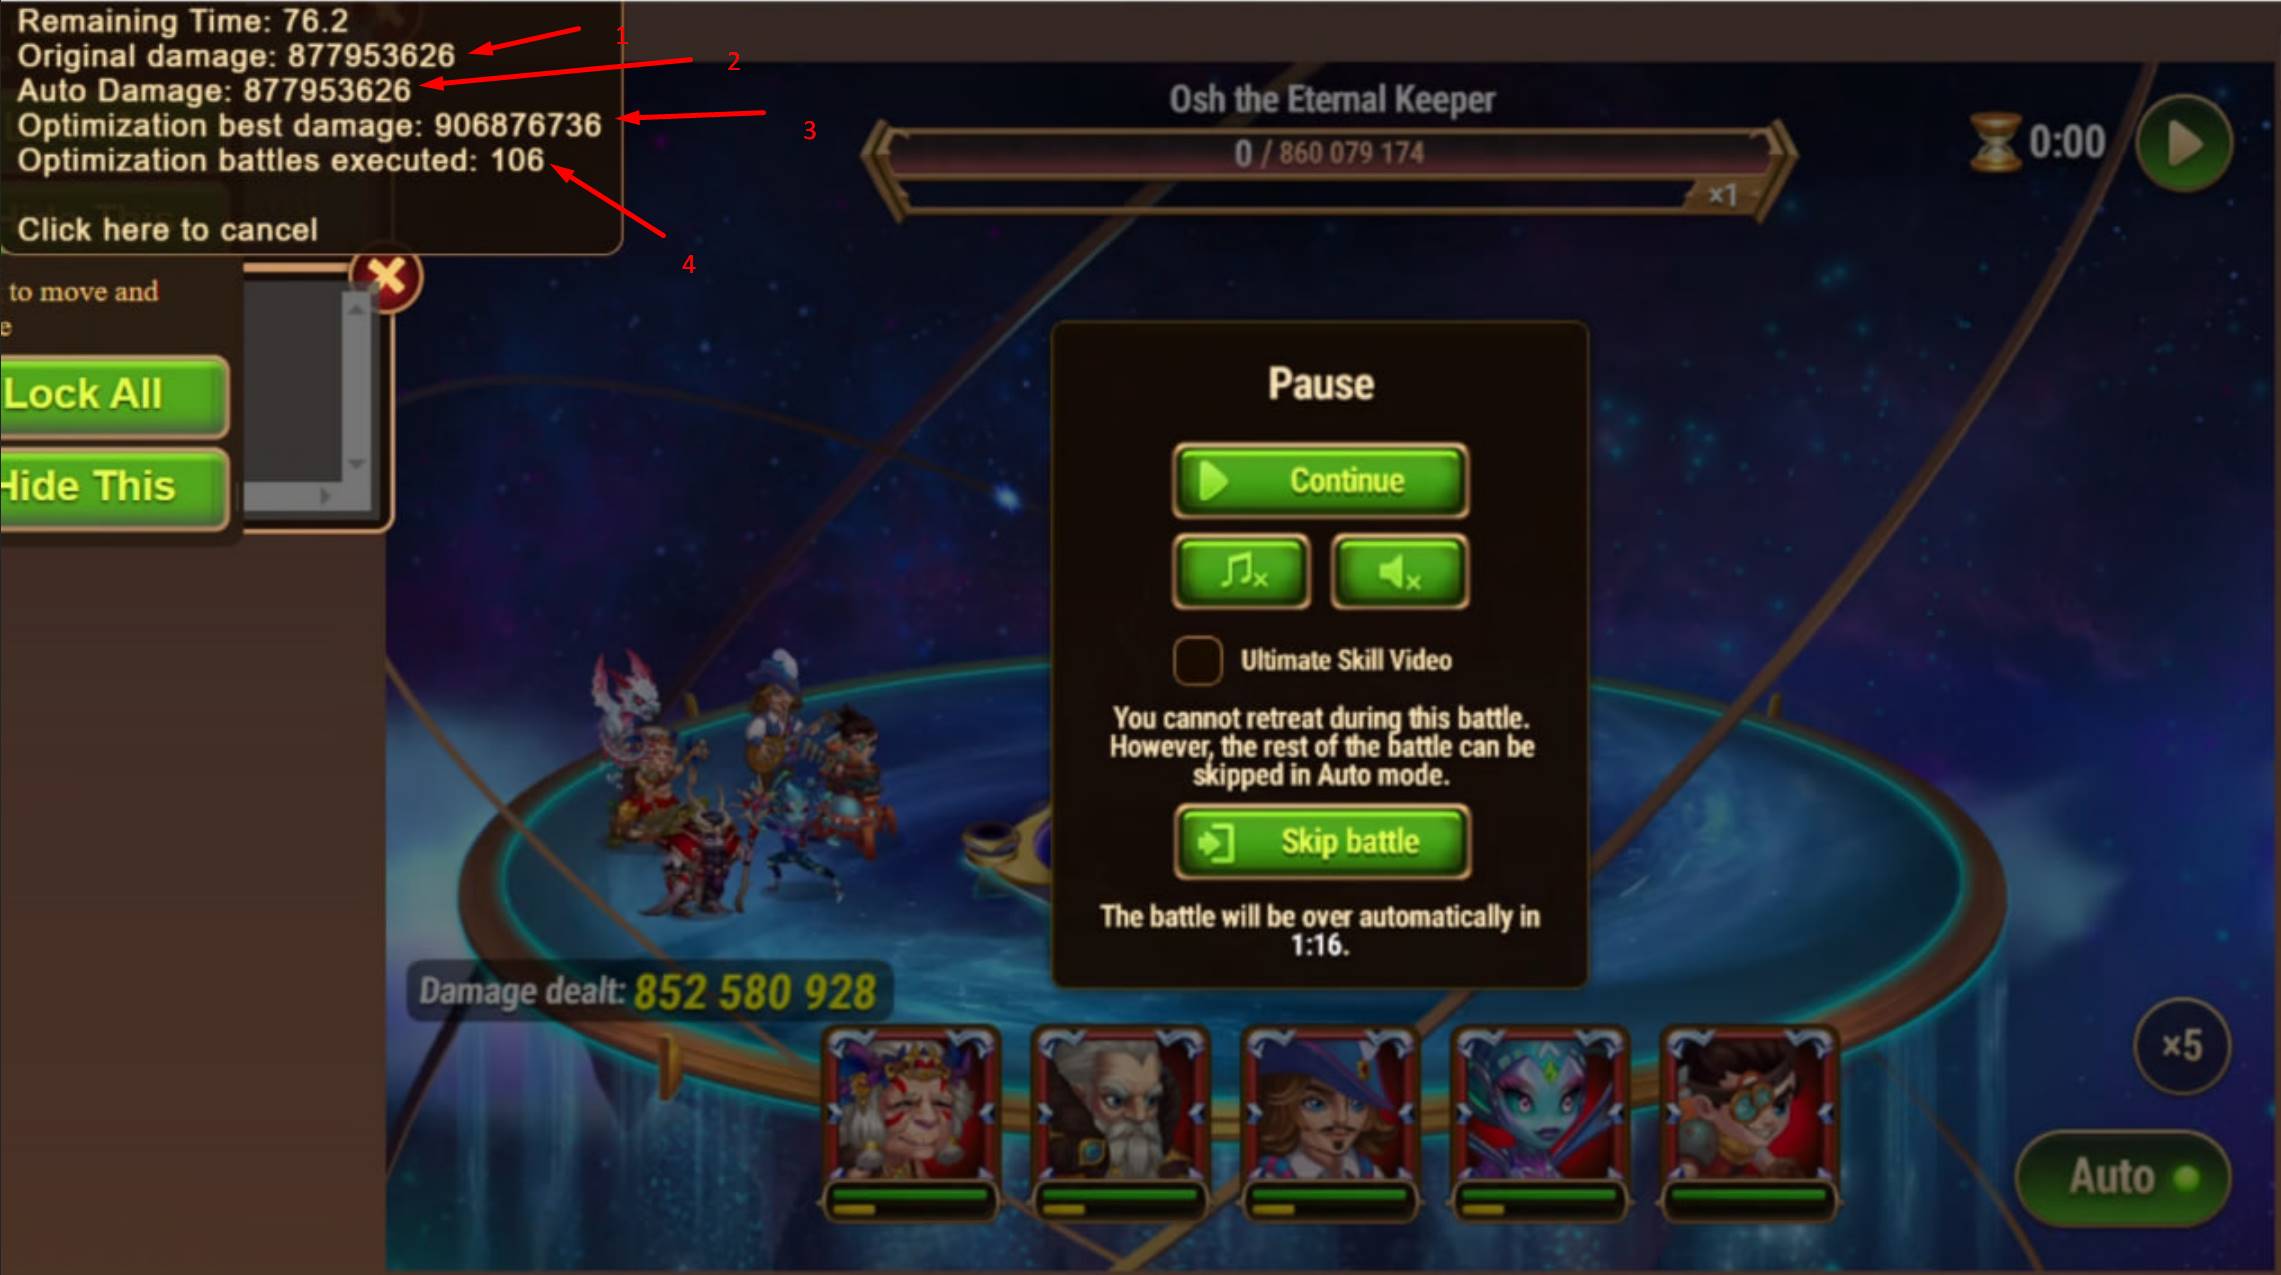 Remaining Time: 76.2
Original damage: 877953626
1
Auto Damage: 877953626
2
Optimization best damage: 906876736
3
Optimization battles executed: 106
4
Click here to cancel
to move and
e
Lock All
Hide This
Osh the Eternal Keeper
0 / 860 079 174
×1
0:00
Pause
Continue
Ultimate Skill Video
You cannot retreat during this battle.
However, the rest of the battle can be
skipped in Auto mode.
Skip battle
The battle will be over automatically in
1:16.
Damage dealt: 852 580 928
×5
Auto